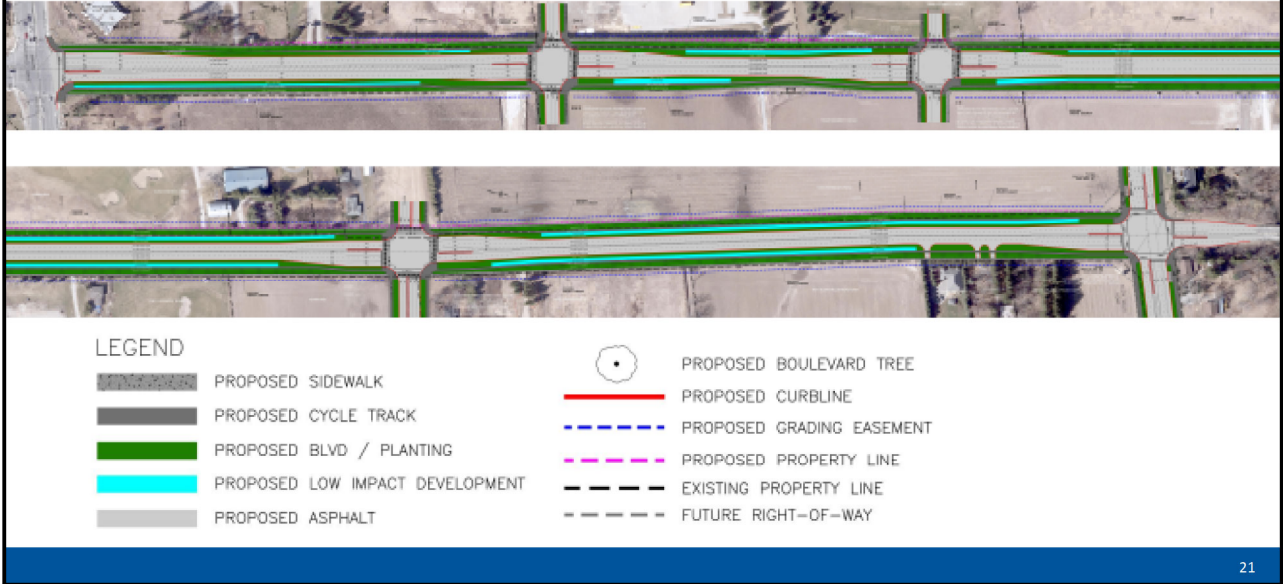 LEGEND
PROPOSED SIDEWALK
PROPOSED CYCLE TRACK
PROPOSED BLVD / PLANTING
PROPOSED LOW IMPACT DEVELOPMENT
PROPOSED ASPHALT
PROPOSED BOULEVARD TREE
PROPOSED CURBLINE
PROPOSED GRADING EASEMENT
PROPOSED PROPERTY LINE
EXISTING PROPERTY LINE
FUTURE RIGHT-OF-WAY
21